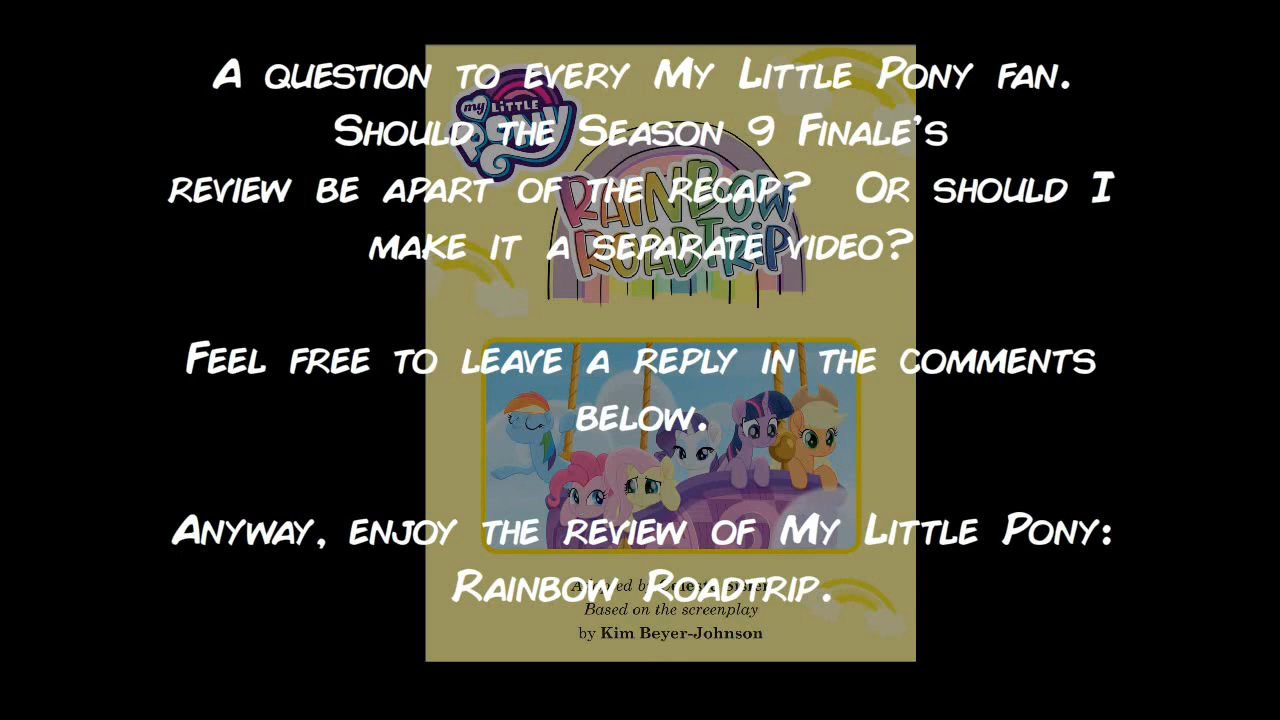 A question to every My Little Pony fan.
Should the Season 9 Finale's
review be apart of the recap? Or should I
make it a separate video?
Feel free to leave a reply in the comments
below.
Anyway, enjoy the review of My Little Pony:
Rainbow Roadtrip.
my LiTTLE
PONY
RAINBOW
ROADTRIP
by
Based on the screenplay
by Kim Beyer-Johnson